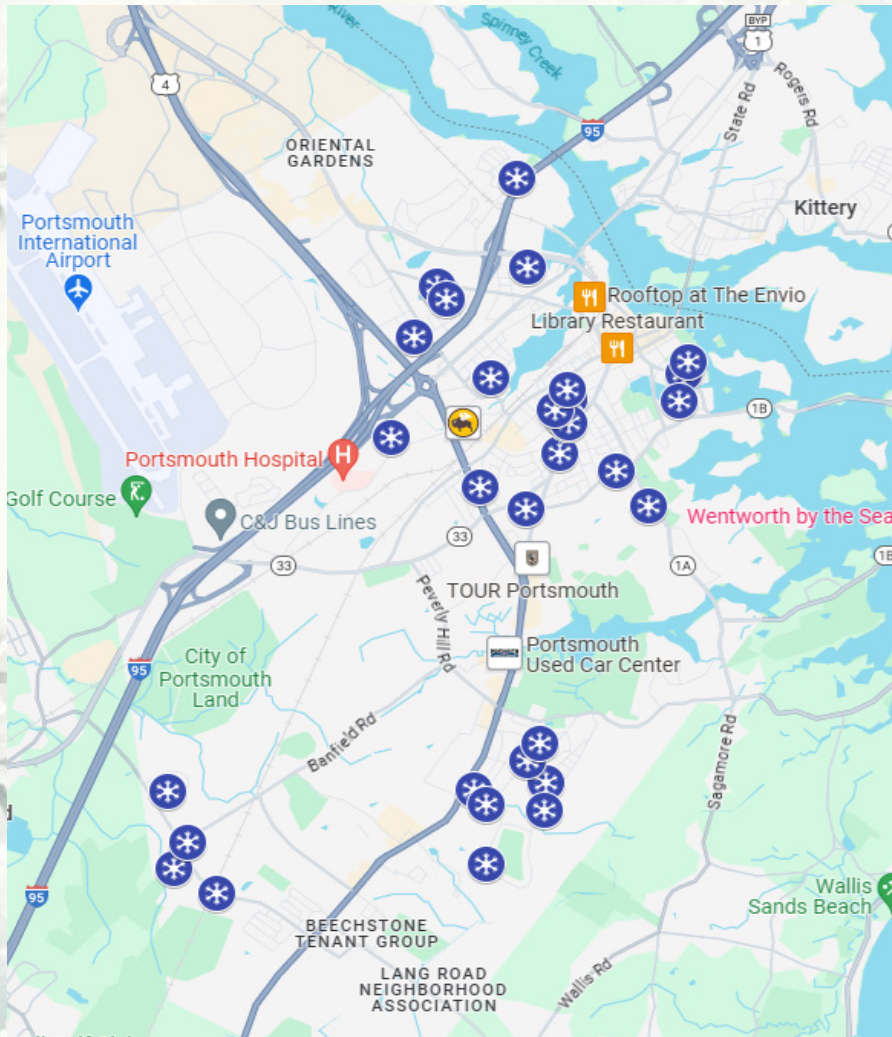 River
Spinney Creek
BYP
1
4
Rogers Rd
State Rd
95
ORIENTAL
GARDENS
Kittery
Portsmouth
International
Airport
Rooftop at The Envio
Library Restaurant
1B
Portsmouth Hospital
H
Golf Course
C&J Bus Lines
33
Wentworth by the Sea
33
1A
1B
TOUR Portsmouth
Peverly Hill Rd
Portsmouth
Used Car Center
City of
Portsmouth
Land
95
Banfield Rd
Sagamore Rd
d
95
Wallis
Sands Beach
BEECHSTONE
TENANT GROUP
LANG ROAD
NEIGHBORHOOD
ASSOCIATION
Wallis Rd